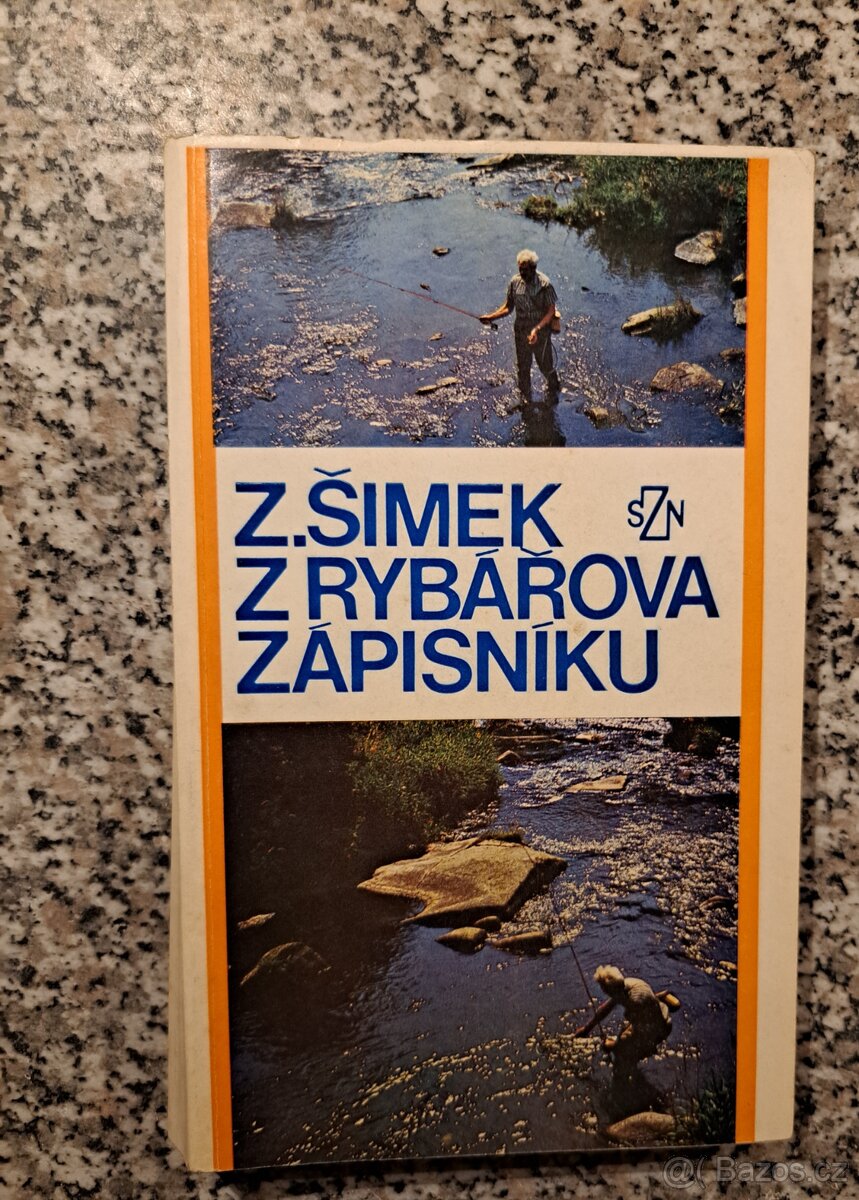 Z.ŠIMEK
SZN
Z RYBÁŘOVA
ZÁPISNÍKU
@( Bazos.cz